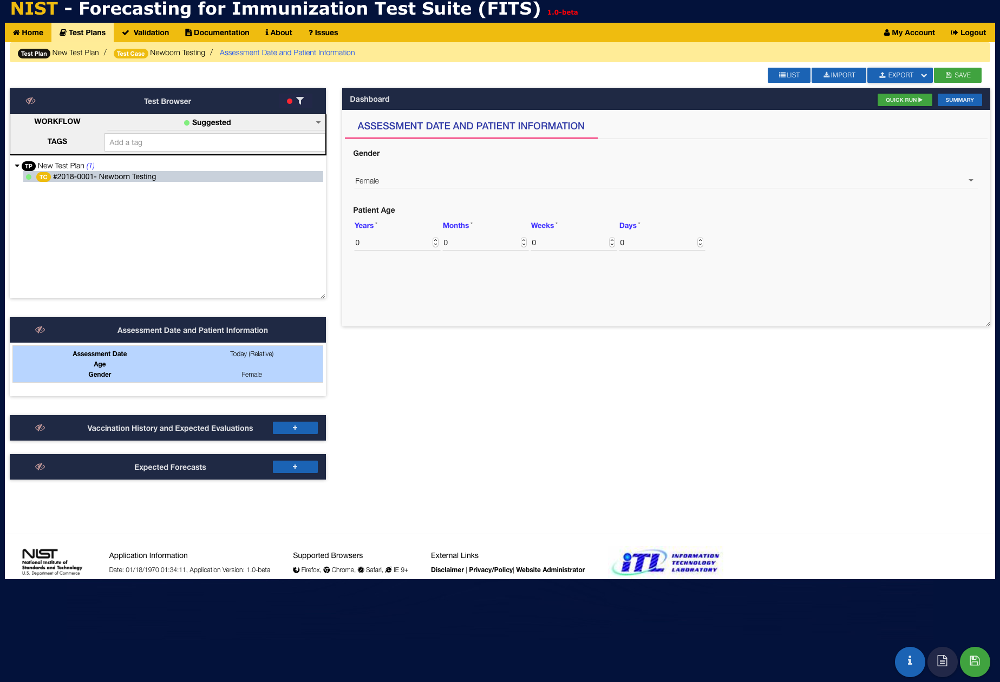 NIST - Forecasting for Immunization Test Suite (FITS) 1.0-beta
Home Test Plans Validation Documentation About ? Issues My Account Logout
Test Plan New Test Plan / Test Case Newborn Testing / Assessment Date and Patient Information
LIST IMPORT EXPORT SAVE
Test Browser
WORKFLOW Suggested
TAGS Add a tag
TP New Test Plan (1)
TC #2018-0001- Newborn Testing
Dashboard QUICK RUN SUMMARY
ASSESSMENT DATE AND PATIENT INFORMATION
Gender
Female
Patient Age
Years * Months * Weeks * Days *
0 0 0 0
Assessment Date and Patient Information
Assessment Date Today (Relative)
Age
Gender Female
Vaccination History and Expected Evaluations +
Expected Forecasts +
NIST
National Institute of
Standards and Technology
U.S. Department of Commerce
Application Information
Date: 01/18/1970 01:34:11, Application Version: 1.0-beta
Supported Browsers
Firefox, Chrome, Safari, IE 9+
External Links
Disclaimer | Privacy/Policy| Website Administrator
ITL INFORMATION
TECHNOLOGY
LABORATORY